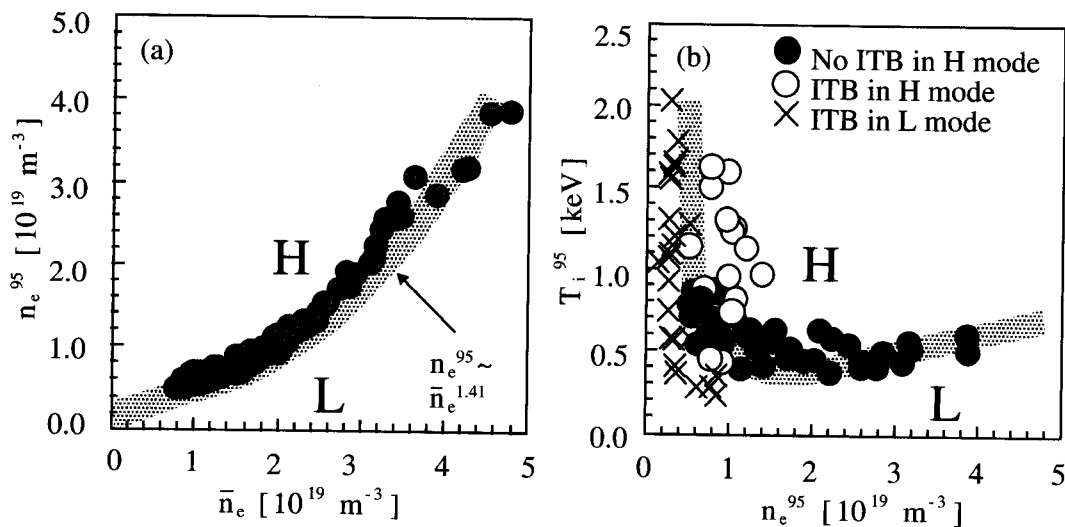 (a)
5.0
4.0
3.0
2.0
1.0
0.0
n_e^95 [10^19 m^-3]
H
L
n_e^95 ~
n̄_e^1.41
0 1 2 3 4 5
n̄_e [10^19 m^-3]
(b)
● No ITB in H mode
○ ITB in H mode
× ITB in L mode
2.5
2.0
1.5
1.0
0.5
0.0
T_i^95 [keV]
H
L
0 1 2 3 4 5
n_e^95 [10^19 m^-3]